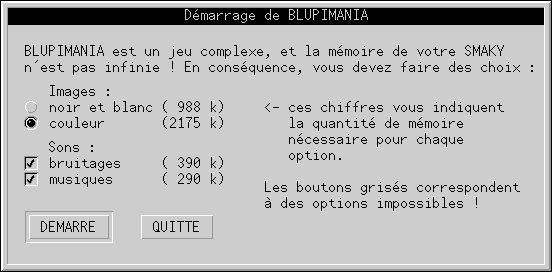 Démarrage de BLUPIMANIA
BLUPIMANIA est un jeu complexe, et la mémoire de votre SMAKY
n´est pas infinie ! En conséquence, vous devez faire des choix :
Images :
noir et blanc ( 988 k)
couleur (2175 k)
<- ces chiffres vous indiquent
la quantité de mémoire
nécessaire pour chaque
option.
Sons :
bruitages ( 390 k)
musiques ( 290 k)
Les boutons grisés correspondent
à des options impossibles !
DEMARRE
QUITTE